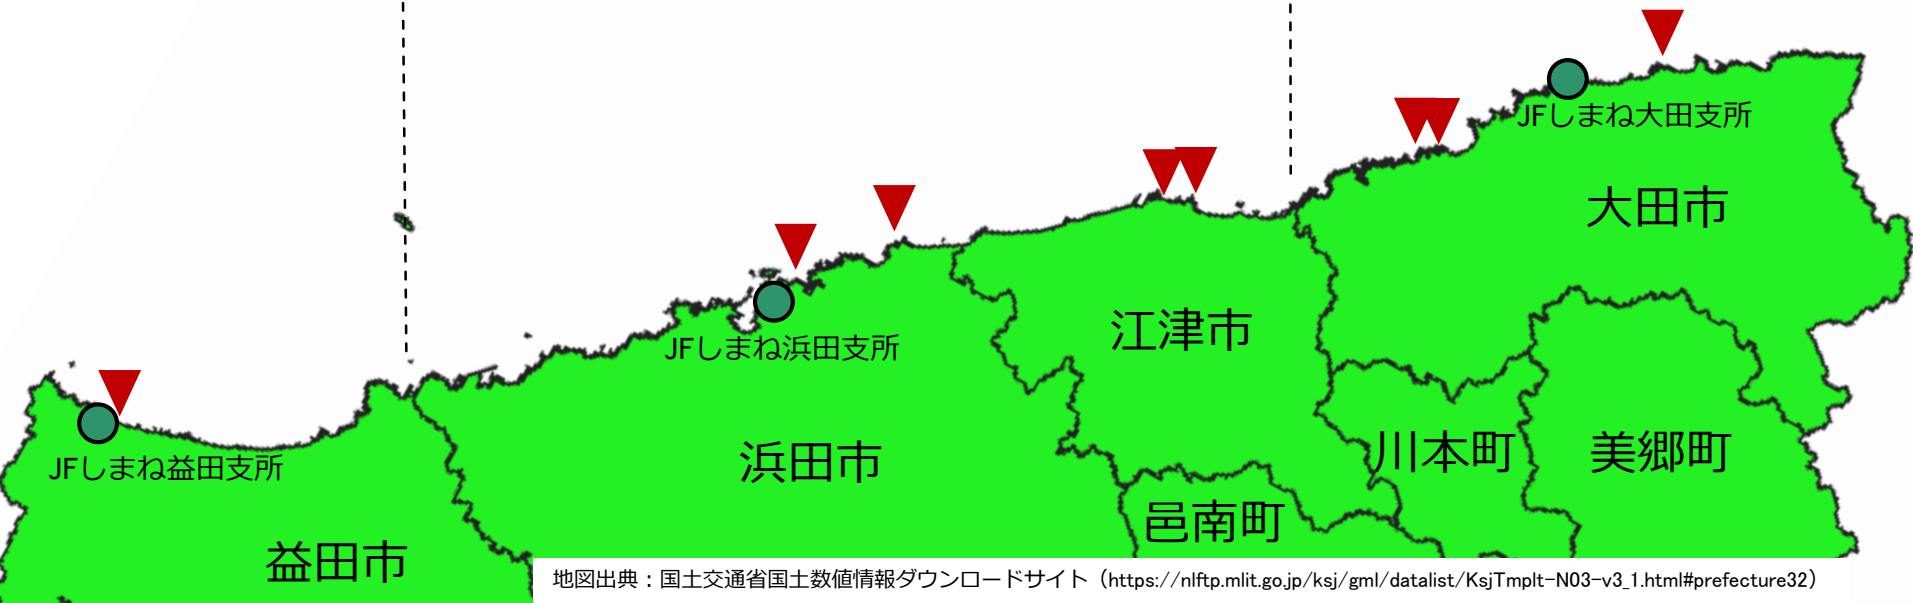 JFしまね大田支所
大田市
江津市
JFしまね浜田支所
浜田市
川本町
美郷町
JFしまね益田支所
邑南町
益田市
地図出典：国土交通省国土数値情報ダウンロードサイト（https://nlftp.mlit.go.jp/ksj/gml/datalist/KsjTmplt-N03-v3_1.html#prefecture32）